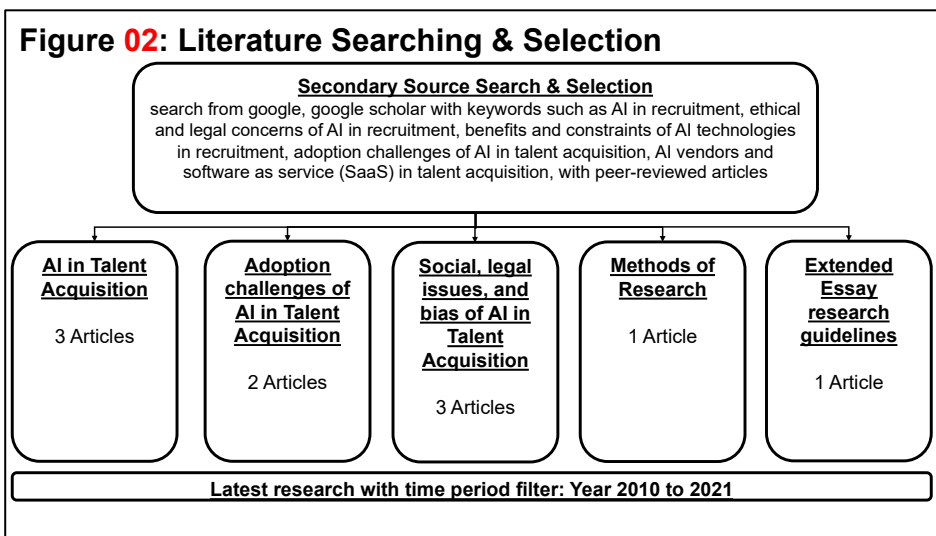 Figure 02: Literature Searching & Selection
Secondary Source Search & Selection
search from google, google scholar with keywords such as AI in recruitment, ethical
and legal concerns of AI in recruitment, benefits and constraints of AI technologies
in recruitment, adoption challenges of AI in talent acquisition, AI vendors and
software as service (SaaS) in talent acquisition, with peer-reviewed articles
AI in Talent
Acquisition
3 Articles
Adoption
challenges of
AI in Talent
Acquisition
2 Articles
Social, legal
issues, and
bias of AI in
Talent
Acquisition
3 Articles
Methods of
Research
1 Article
Extended
Essay
research
guidelines
1 Article
Latest research with time period filter: Year 2010 to 2021